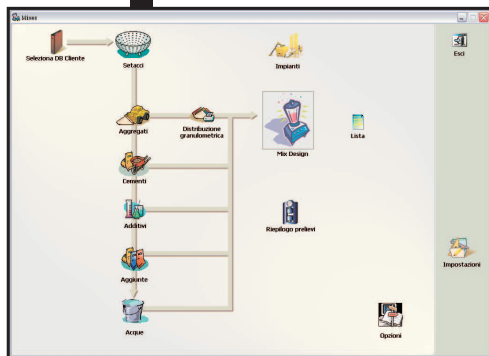 Mixer
Seleziona DB Cliente
Setacci
Impianti
Esci
Aggregati
Distribuzione
granulometrica
Mix Design
Lista
Cementi
Additivi
Riepilogo prelievi
Aggiunte
Impostazioni
Acque
Opzioni